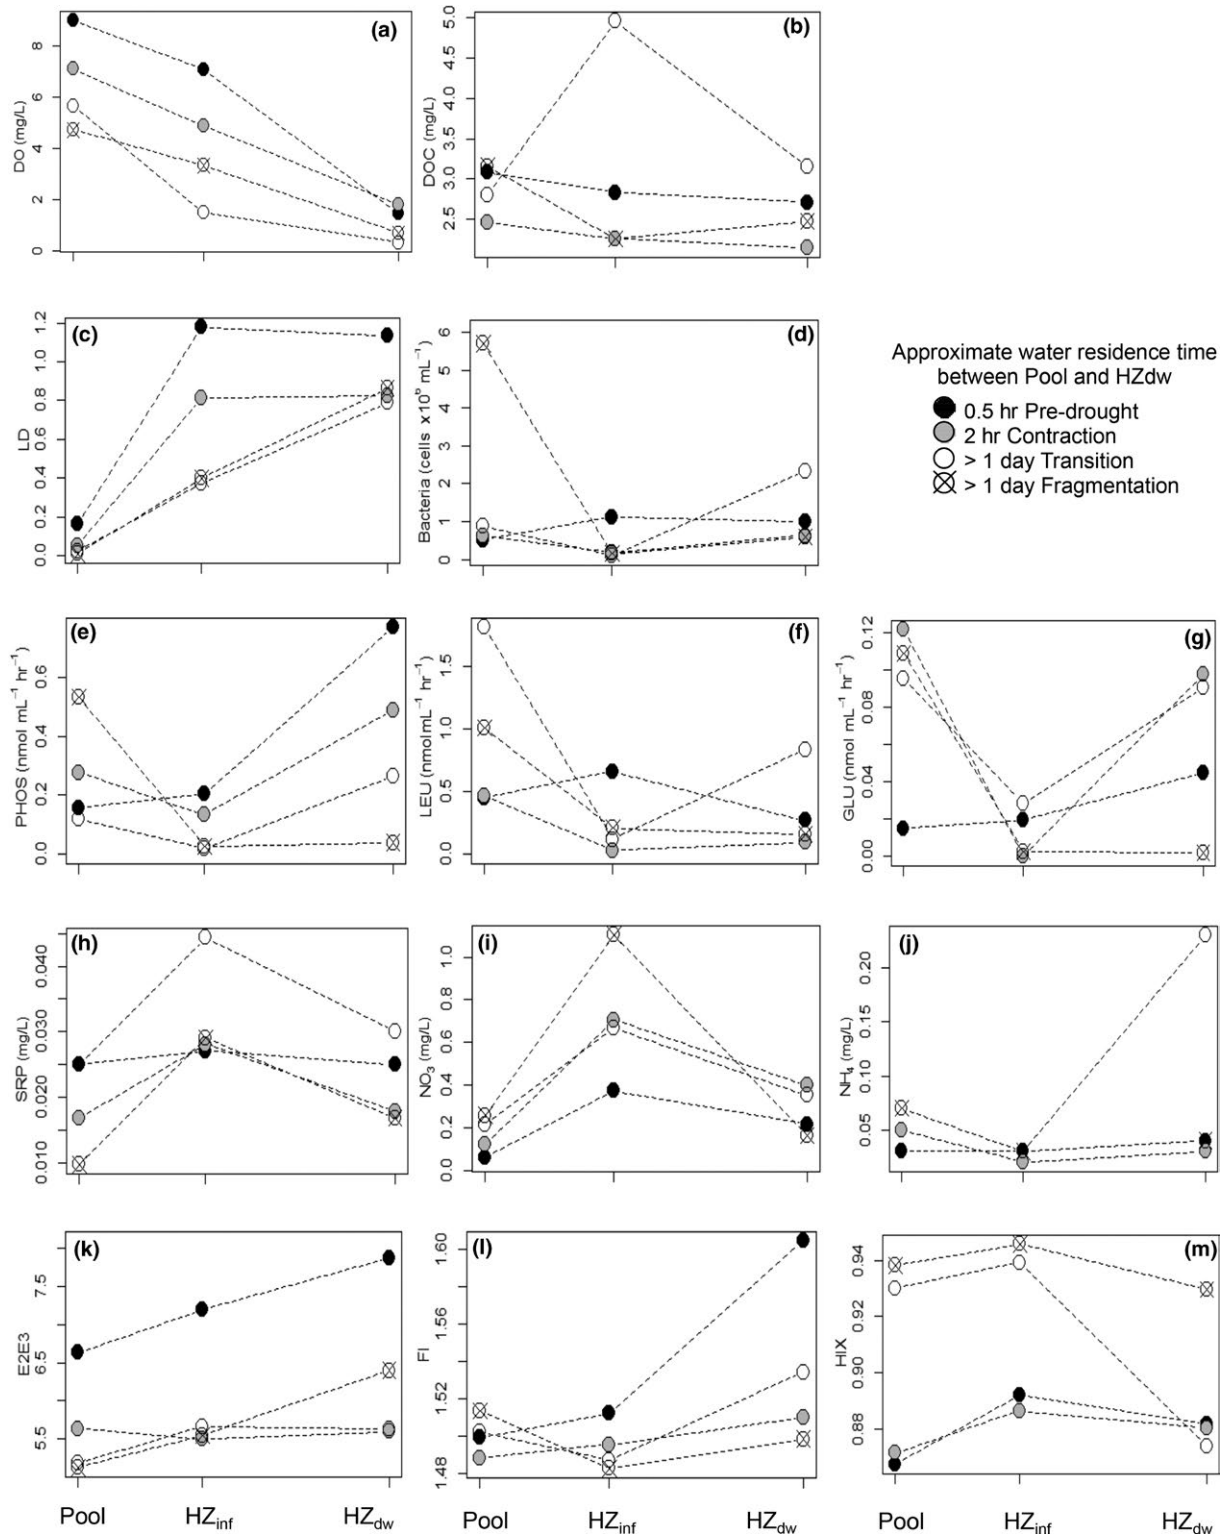 (a)
DO (mg/L)
0 2 4 6 8
(b)
DOC (mg/L)
2.5 3.0 3.5 4.0 4.5 5.0
(c)
LD
0.0 0.2 0.4 0.6 0.8 1.0 1.2
(d)
Bacteria (cells x10⁶ mL⁻¹)
0 1 2 3 4 5 6
Approximate water residence time
between Pool and HZdw
0.5 hr Pre-drought
2 hr Contraction
> 1 day Transition
> 1 day Fragmentation
(e)
PHOS (nmol mL⁻¹ hr⁻¹)
0.0 0.2 0.4 0.6
(f)
LEU (nmol mL⁻¹ hr⁻¹)
0.0 0.5 1.0 1.5
(g)
GLU (nmol mL⁻¹ hr⁻¹)
0.00 0.04 0.08 0.12
(h)
SRP (mg/L)
0.010 0.020 0.030 0.040
(i)
NO₃ (mg/L)
0.0 0.2 0.4 0.6 0.8 1.0
(j)
NH₄ (mg/L)
0.05 0.10 0.15 0.20
(k)
E2E3
5.5 6.5 7.5
(l)
FI
1.48 1.52 1.56 1.60
(m)
HIX
0.88 0.90 0.92 0.94
Pool HZinf HZdw
Pool HZinf HZdw
Pool HZinf HZdw